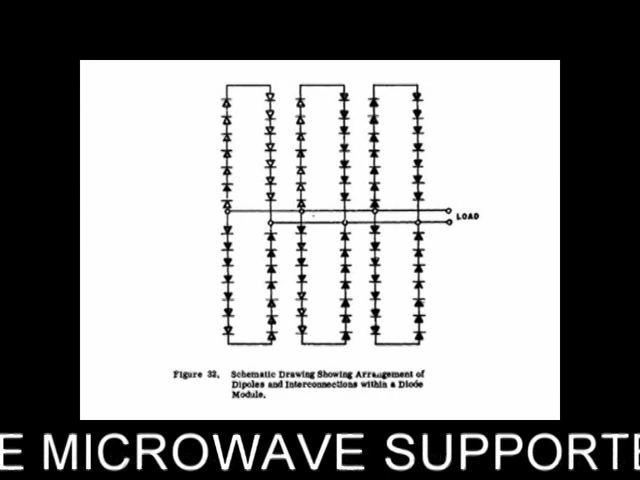 LOAD
Figure 32. Schematic Drawing Showing Arrangement of
Dipoles and Interconnections within a Diode
Module.
E MICROWAVE SUPPORTE